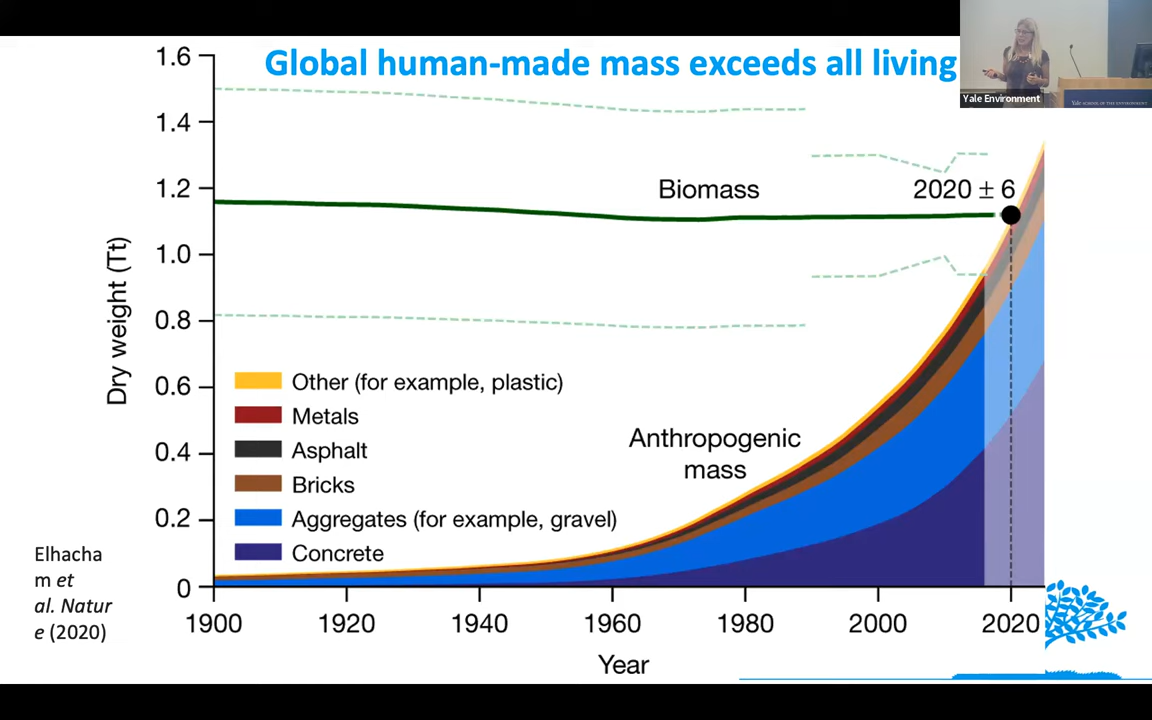 Global human-made mass exceeds all living
Yale Environment
1.6
1.4
1.2
1.0
0.8
0.6
0.4
0.2
0
Dry weight (Tt)
Biomass
2020 ± 6
Anthropogenic
mass
Other (for example, plastic)
Metals
Asphalt
Bricks
Aggregates (for example, gravel)
Concrete
1900
1920
1940
1960
1980
2000
2020
Year
Elhacha
m et
al. Natur
e (2020)
YALE SCHOOL OF THE ENVIRONMENT